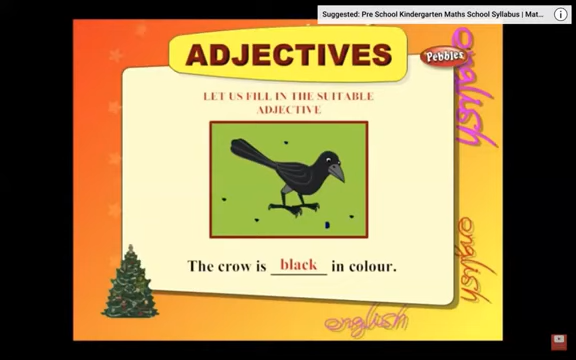 Suggested: Pre School Kindergarten Maths School Syllabus | Mat...
ADJECTIVES
Pebbles
LET US FILL IN THE SUITABLE
ADJECTIVE
The crow is black in colour.
english
english
english